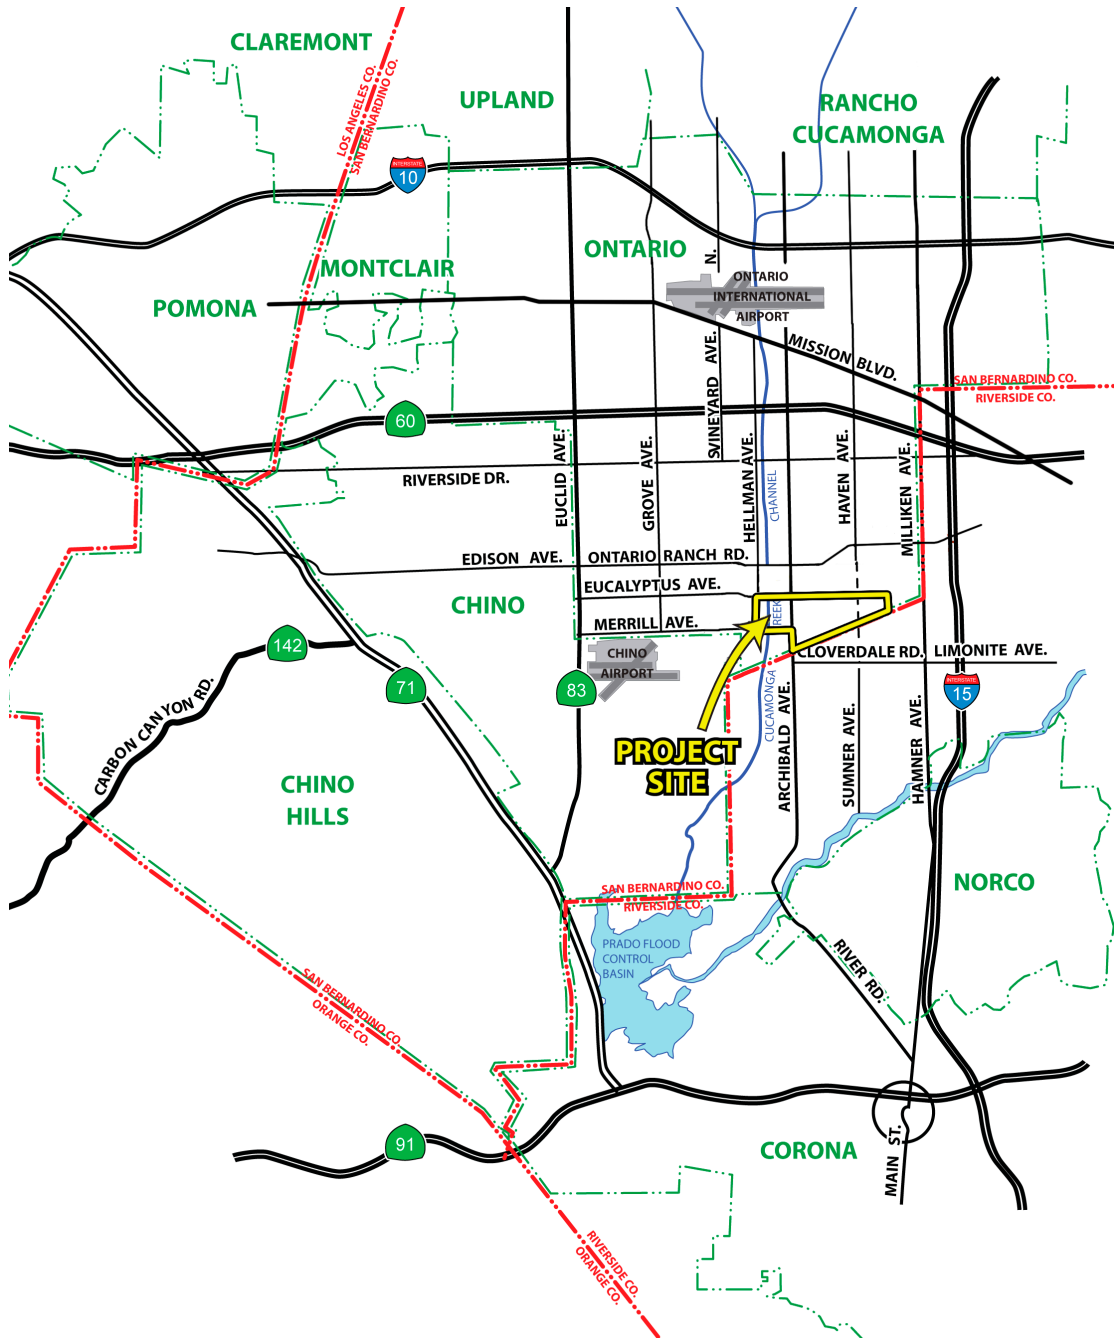 CLAREMONT
LOS ANGELES CO.
SAN BERNARDINO CO.
UPLAND
RANCHO
CUCAMONGA
INTERSTATE
10
ONTARIO
MONTCLAIR
POMONA
N.
ONTARIO
INTERNATIONAL
AIRPORT
MISSION BLVD.
SAN BERNARDINO CO.
RIVERSIDE CO.
60
RIVERSIDE DR.
EUCLID AVE.
GROVE AVE.
S VINEYARD AVE.
HELLMAN AVE.
CHANNEL
HAVEN AVE.
MILLIKEN AVE.
EDISON AVE.
ONTARIO RANCH RD.
EUCALYPTUS AVE.
CHINO
MERRILL AVE.
REEK
CUCAMONGA
CHINO
AIRPORT
CLOVERDALE RD.
LIMONITE AVE.
142
71
83
INTERSTATE
15
CARBON CANYON RD.
PROJECT
SITE
ARCHIBALD AVE.
SUMNER AVE.
HAMNER AVE.
CHINO
HILLS
NORCO
SAN BERNARDINO CO.
RIVERSIDE CO.
PRADO FLOOD
CONTROL
BASIN
RIVER RD.
SAN BERNARDINO CO.
ORANGE CO.
91
CORONA
MAIN ST.
RIVERSIDE CO.
ORANGE CO.